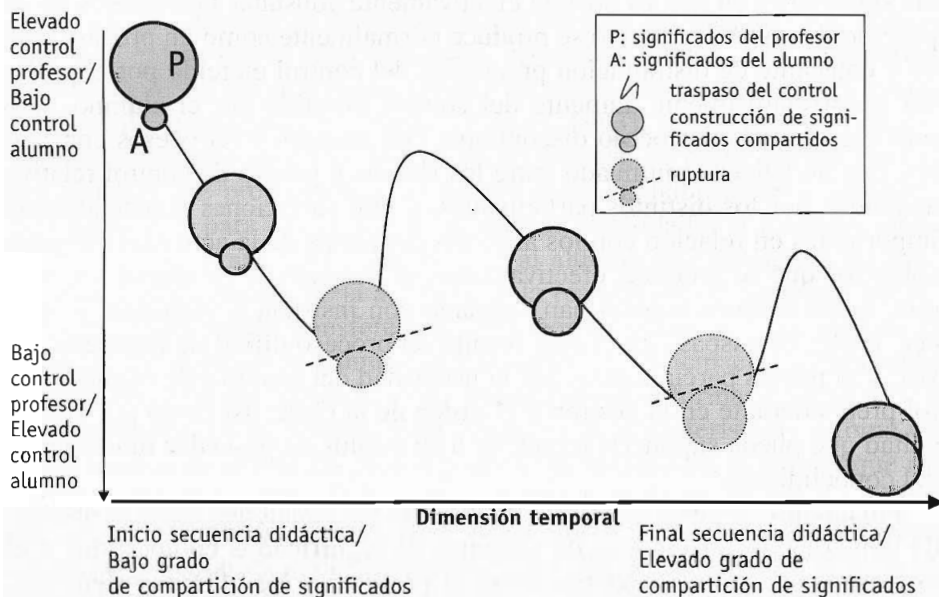 Elevado
control
profesor/
Bajo
control
alumno
P
A
P: significados del profesor
A: significados del alumno
traspaso del control
construcción de signi-
ficados compartidos
ruptura
Bajo
control
profesor/
Elevado
control
alumno
Dimensión temporal
Inicio secuencia didáctica/
Bajo grado
de compartición de significados
Final secuencia didáctica/
Elevado grado de
compartición de significados